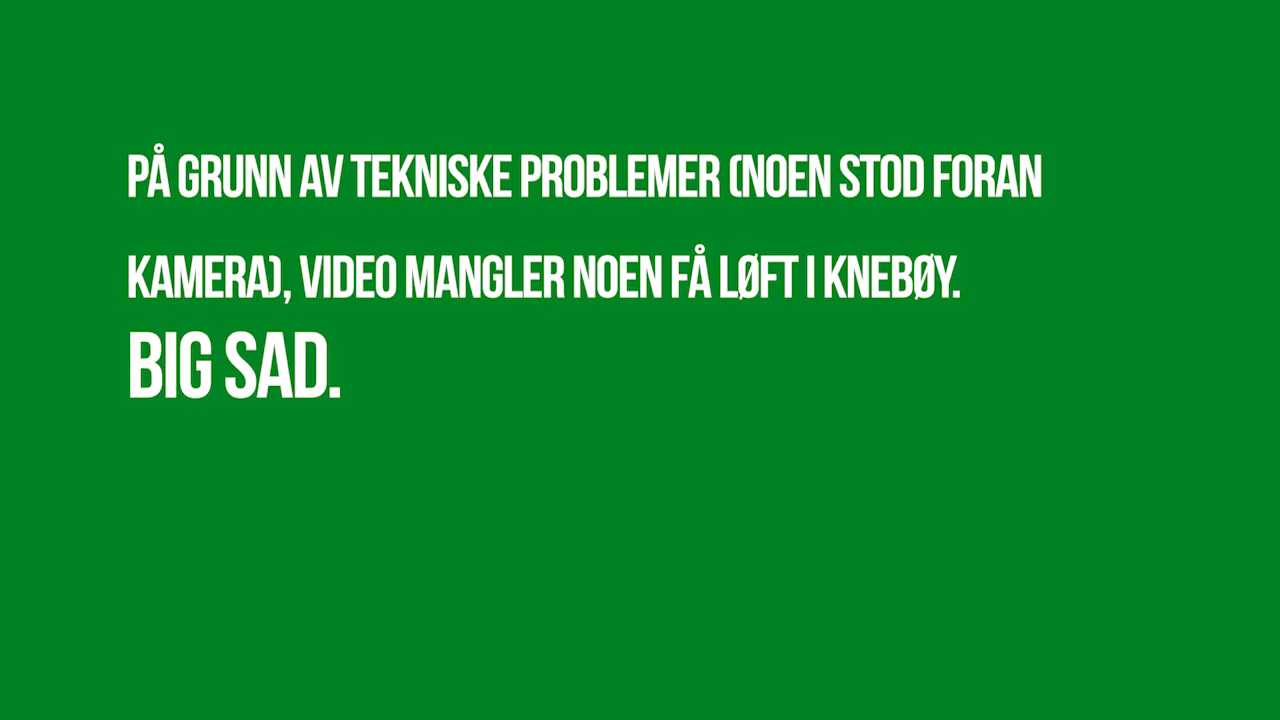 PÅ GRUNN AV TEKNISKE PROBLEMER (NOEN STOD FORAN
KAMERA), VIDEO MANGLER NOEN FÅ LØFT I KNEBØY.
BIG SAD.